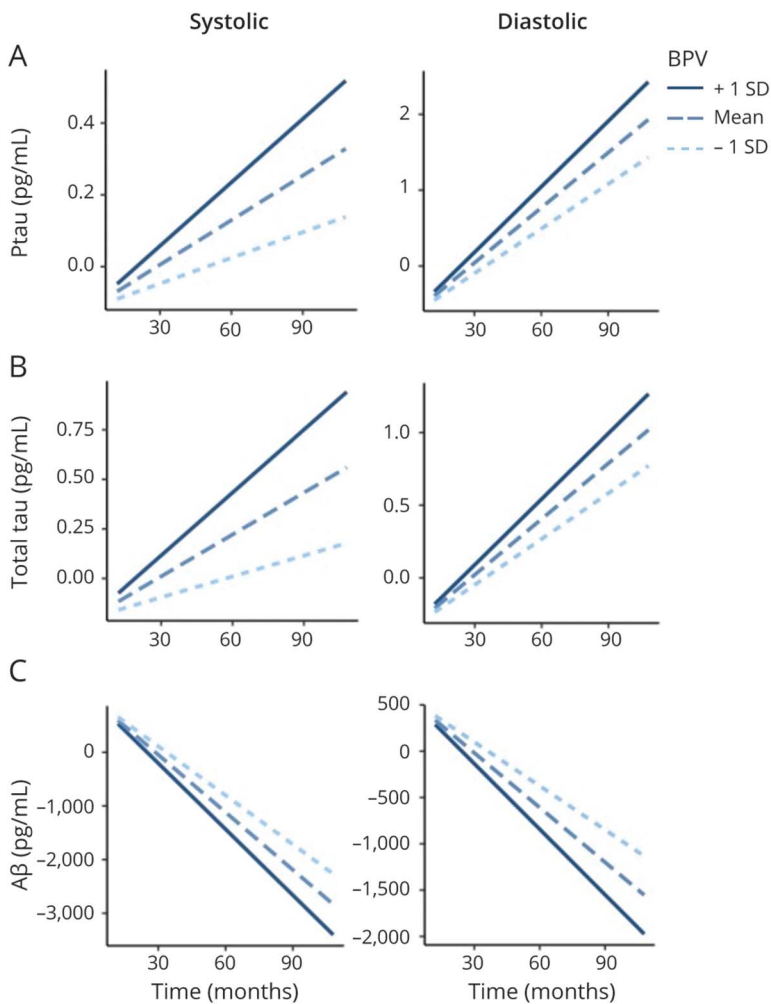 Systolic
Diastolic
A
BPV
+ 1 SD
Mean
– 1 SD
Ptau (pg/mL)
0.4
0.2
0.0
30 60 90
2
1
0
30 60 90
B
Total tau (pg/mL)
0.75
0.50
0.25
0.00
30 60 90
1.0
0.5
0.0
30 60 90
C
Aβ (pg/mL)
0
–1,000
–2,000
–3,000
30 60 90
Time (months)
500
0
–500
–1,000
–1,500
–2,000
30 60 90
Time (months)